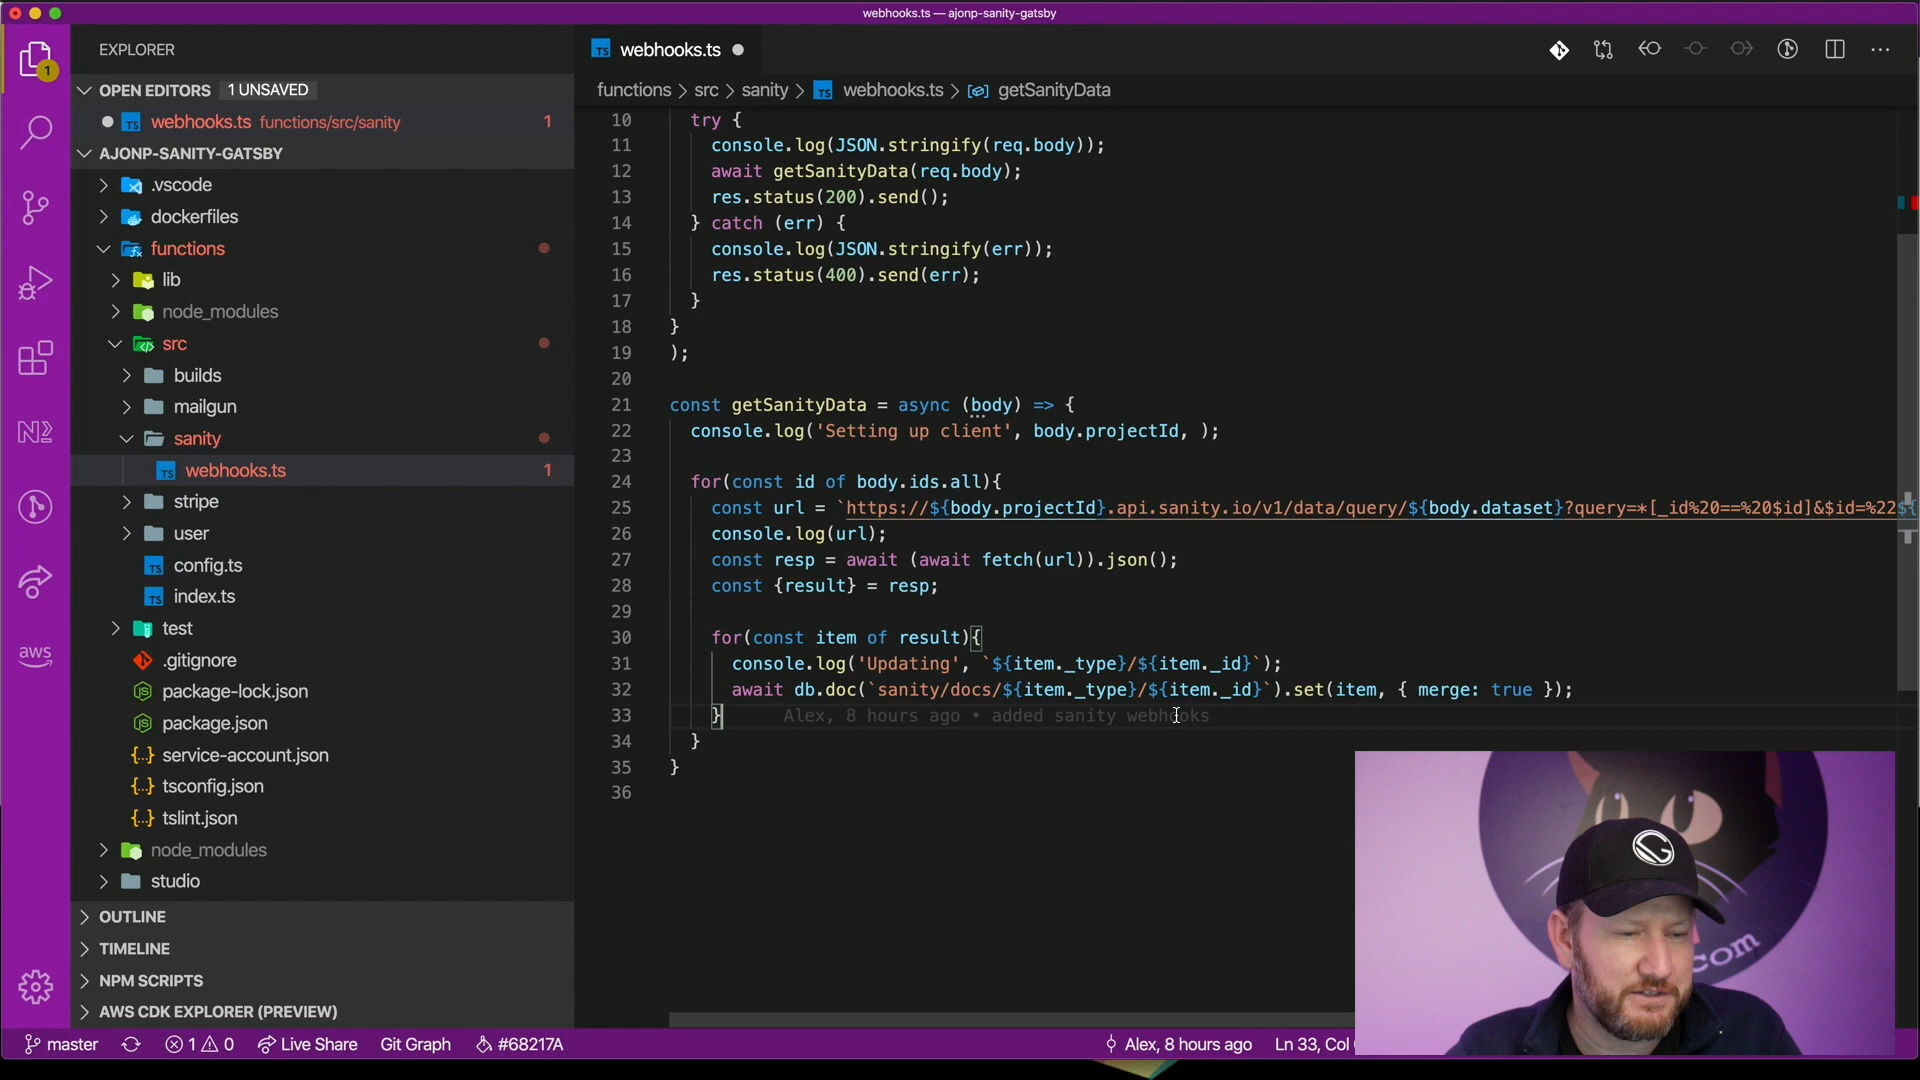 webhooks.ts — ajonp-sanity-gatsby
EXPLORER
TS webhooks.ts
1
OPEN EDITORS 1 UNSAVED
functions > src > sanity > TS webhooks.ts > getSanityData
TS webhooks.ts functions/src/sanity 1
AJONP-SANITY-GATSBY
.vscode
dockerfiles
functions
lib
node_modules
src
builds
mailgun
sanity
TS webhooks.ts 1
stripe
user
TS config.ts
TS index.ts
test
.gitignore
package-lock.json
package.json
{..} service-account.json
{..} tsconfig.json
{..} tslint.json
node_modules
studio
OUTLINE
TIMELINE
NPM SCRIPTS
AWS CDK EXPLORER (PREVIEW)
aws
10 try {
11 console.log(JSON.stringify(req.body));
12 await getSanityData(req.body);
13 res.status(200).send();
14 } catch (err) {
15 console.log(JSON.stringify(err));
16 res.status(400).send(err);
17 }
18 }
19 );
20
21 const getSanityData = async (body) => {
22 console.log('Setting up client', body.projectId, );
23
24 for(const id of body.ids.all){
25 const url = `https://${body.projectId}.api.sanity.io/v1/data/query/${body.dataset}?query=*[_id%20==%20$id]&$id=%22${
26 console.log(url);
27 const resp = await (await fetch(url)).json();
28 const {result} = resp;
29
30 for(const item of result){
31 console.log('Updating', `${item._type}/${item._id}`);
32 await db.doc(`sanity/docs/${item._type}/${item._id}`).set(item, { merge: true });
33 } Alex, 8 hours ago • added sanity webhooks
34 }
35 }
36
.com
master
1 0
Live Share
Git Graph
#68217A
Alex, 8 hours ago
Ln 33, Col